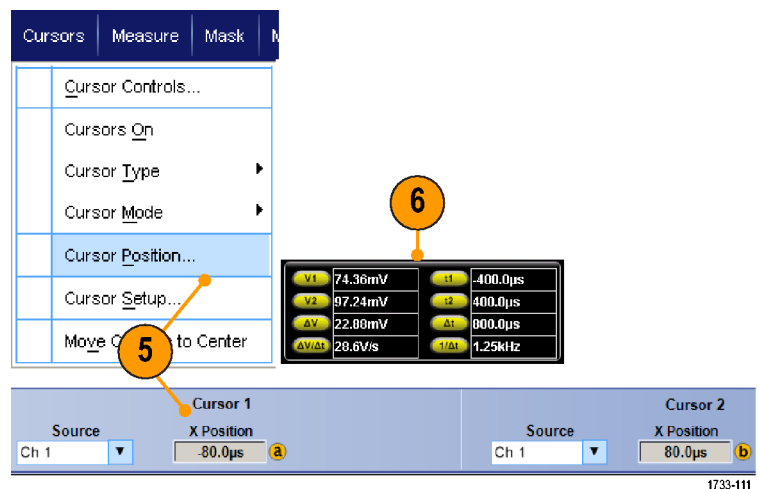 Cursors Measure Mask
Cursor Controls...
Cursors On
Cursor Type
Cursor Mode
6
Cursor Position...
V1 74.36mV t1 -400.0µs
Cursor Setup...
V2 97.24mV t2 400.0µs
ΔV 22.88mV Δt 800.0µs
Move to Center
5
ΔV/Δt 28.6V/s 1/Δt 1.25kHz
Cursor 1 Cursor 2
Source X Position Source X Position
Ch 1 -80.0µs a Ch 1 80.0µs b
1733-111